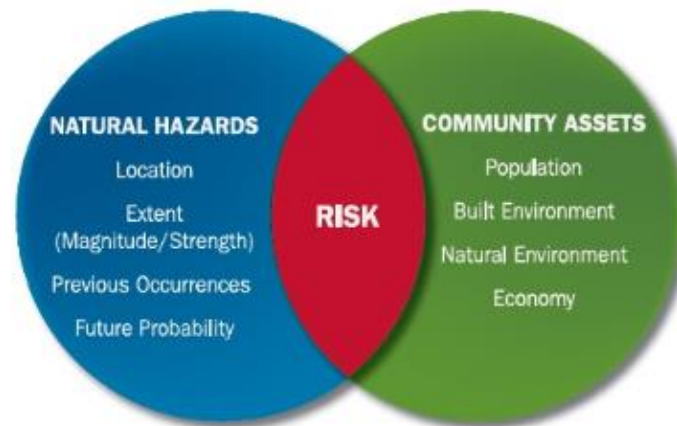 NATURAL HAZARDS
Location
Extent
(Magnitude/Strength)
Previous Occurrences
Future Probability
RISK
COMMUNITY ASSETS
Population
Built Environment
Natural Environment
Economy